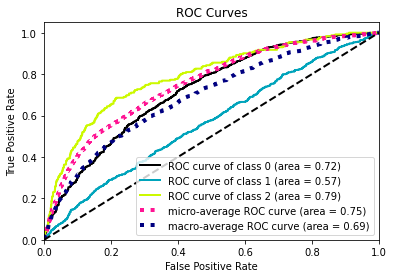 ROC Curves
True Positive Rate
1.0
0.8
0.6
0.4
0.2
0.0
ROC curve of class 0 (area = 0.72)
ROC curve of class 1 (area = 0.57)
ROC curve of class 2 (area = 0.79)
micro-average ROC curve (area = 0.75)
macro-average ROC curve (area = 0.69)
0.0 0.2 0.4 0.6 0.8 1.0
False Positive Rate